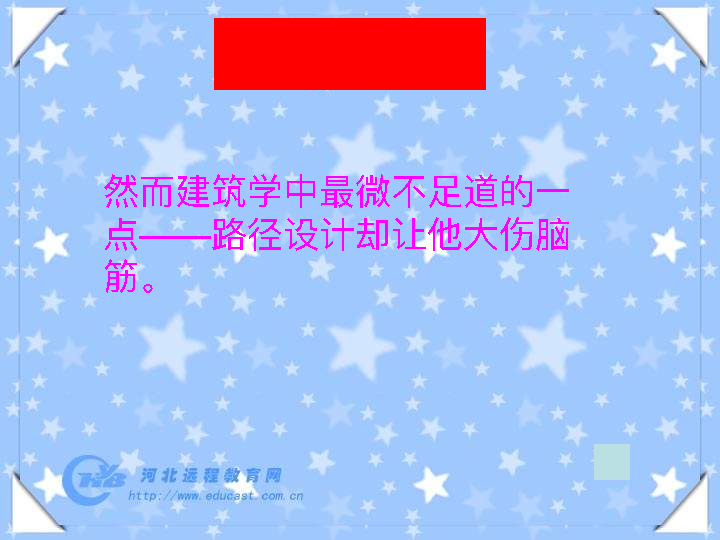 然而建筑学中最微不足道的一
点——路径设计却让他大伤脑
筋。
河北远程教育网
http://www.educast.com.cn